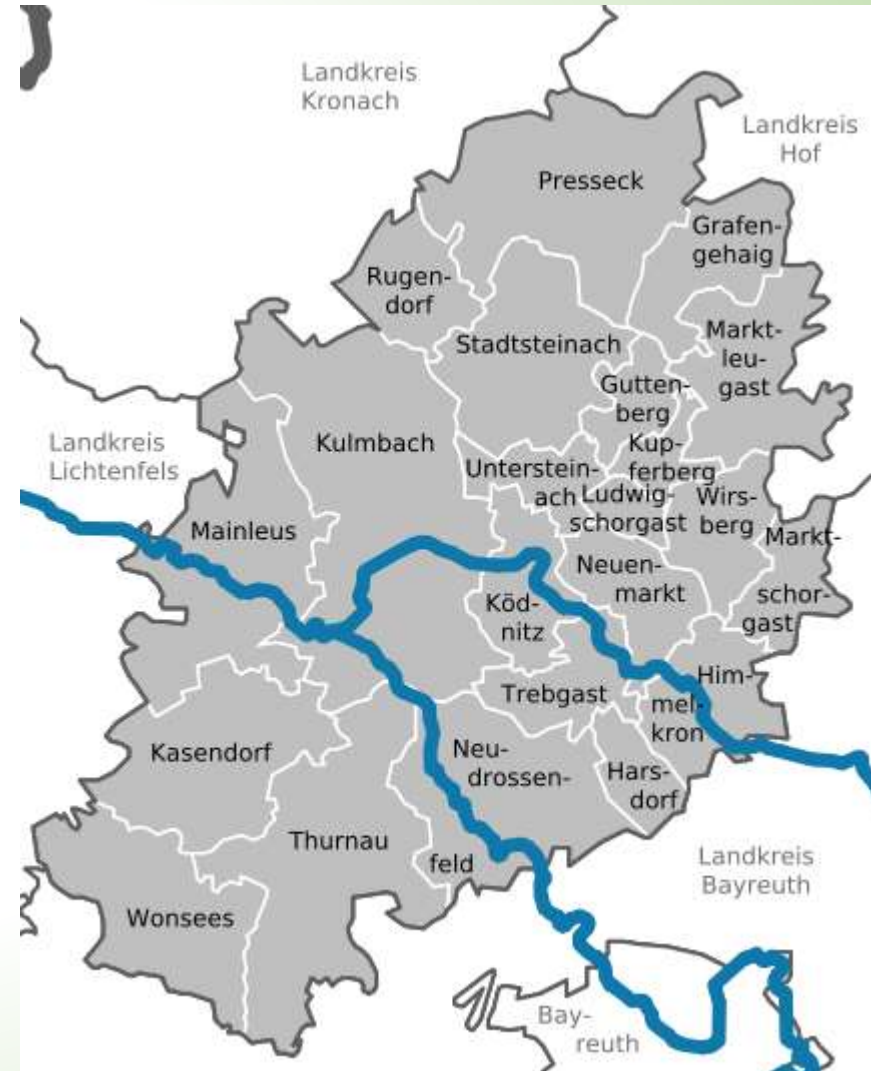 Landkreis
Kronach
Landkreis
Hof
Presseck
Grafen-
gehaig
Rugen-
dorf
Stadtsteinach
Markt-
leu-
gast
Gutten-
berg
Kulmbach
Kup-
ferberg
Landkreis
Lichtenfels
Unterstein-
ach
Ludwig-
schorgast
Wirs-
berg
Mainleus
Markt-
schor-
gast
Neuen-
markt
Köd-
nitz
Him-
mel-
kron
Trebgast
Kasendorf
Neu-
drossen-
feld
Hars-
dorf
Thurnau
Landkreis
Bayreuth
Wonsees
Bay-
reuth